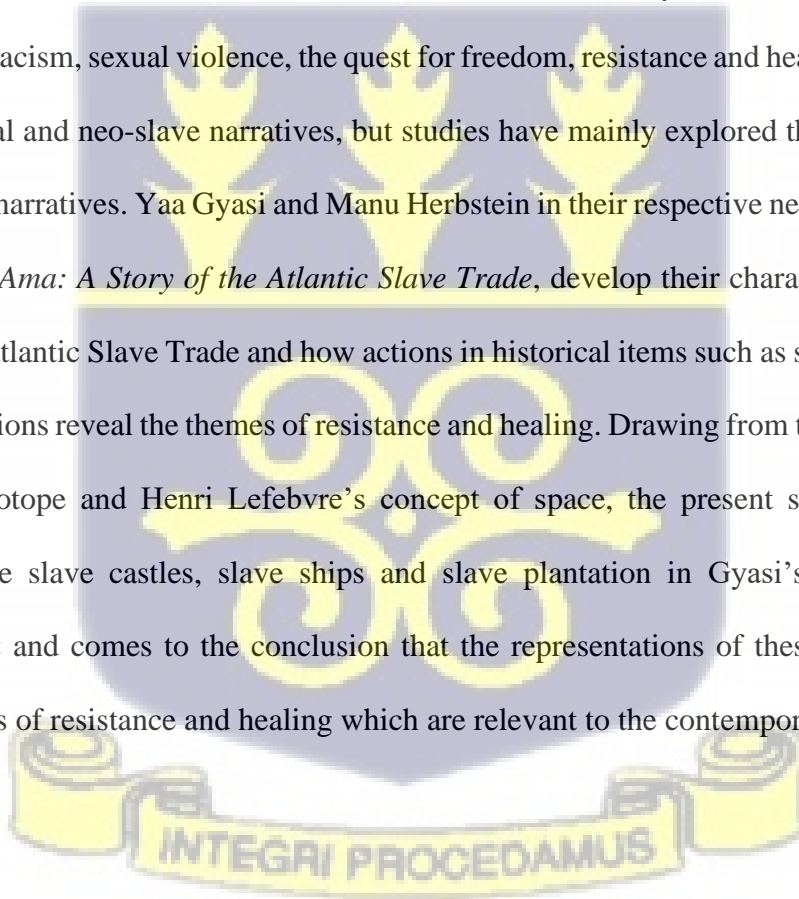 acism, sexual violence, the quest for freedom, resistance and hea
al and neo-slave narratives, but studies have mainly explored th
narratives. Yaa Gyasi and Manu Herbstein in their respective ne
Ama: A Story of the Atlantic Slave Trade, develop their chara
tlantic Slave Trade and how actions in historical items such as s
ions reveal the themes of resistance and healing. Drawing from t
otope and Henri Lefebvre’s concept of space, the present s
e slave castles, slave ships and slave plantation in Gyasi’s
and comes to the conclusion that the representations of thes
s of resistance and healing which are relevant to the contempor
INTEGRI PROCEDAMUS